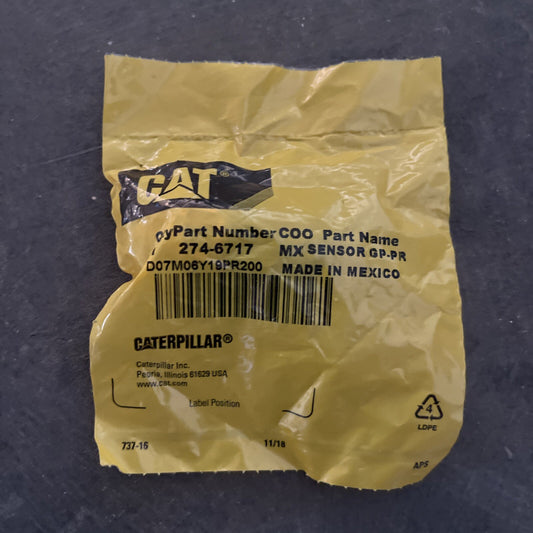 CAT®
Part Number COO Part Name
274-6717 MX SENSOR GP-PR
D07M06Y19PR200 MADE IN MEXICO
CATERPILLAR®
Caterpillar Inc.
Peoria, Illinois 61629 USA
www.cat.com
Label Position
4
LDPE
737-16 11/18 APS